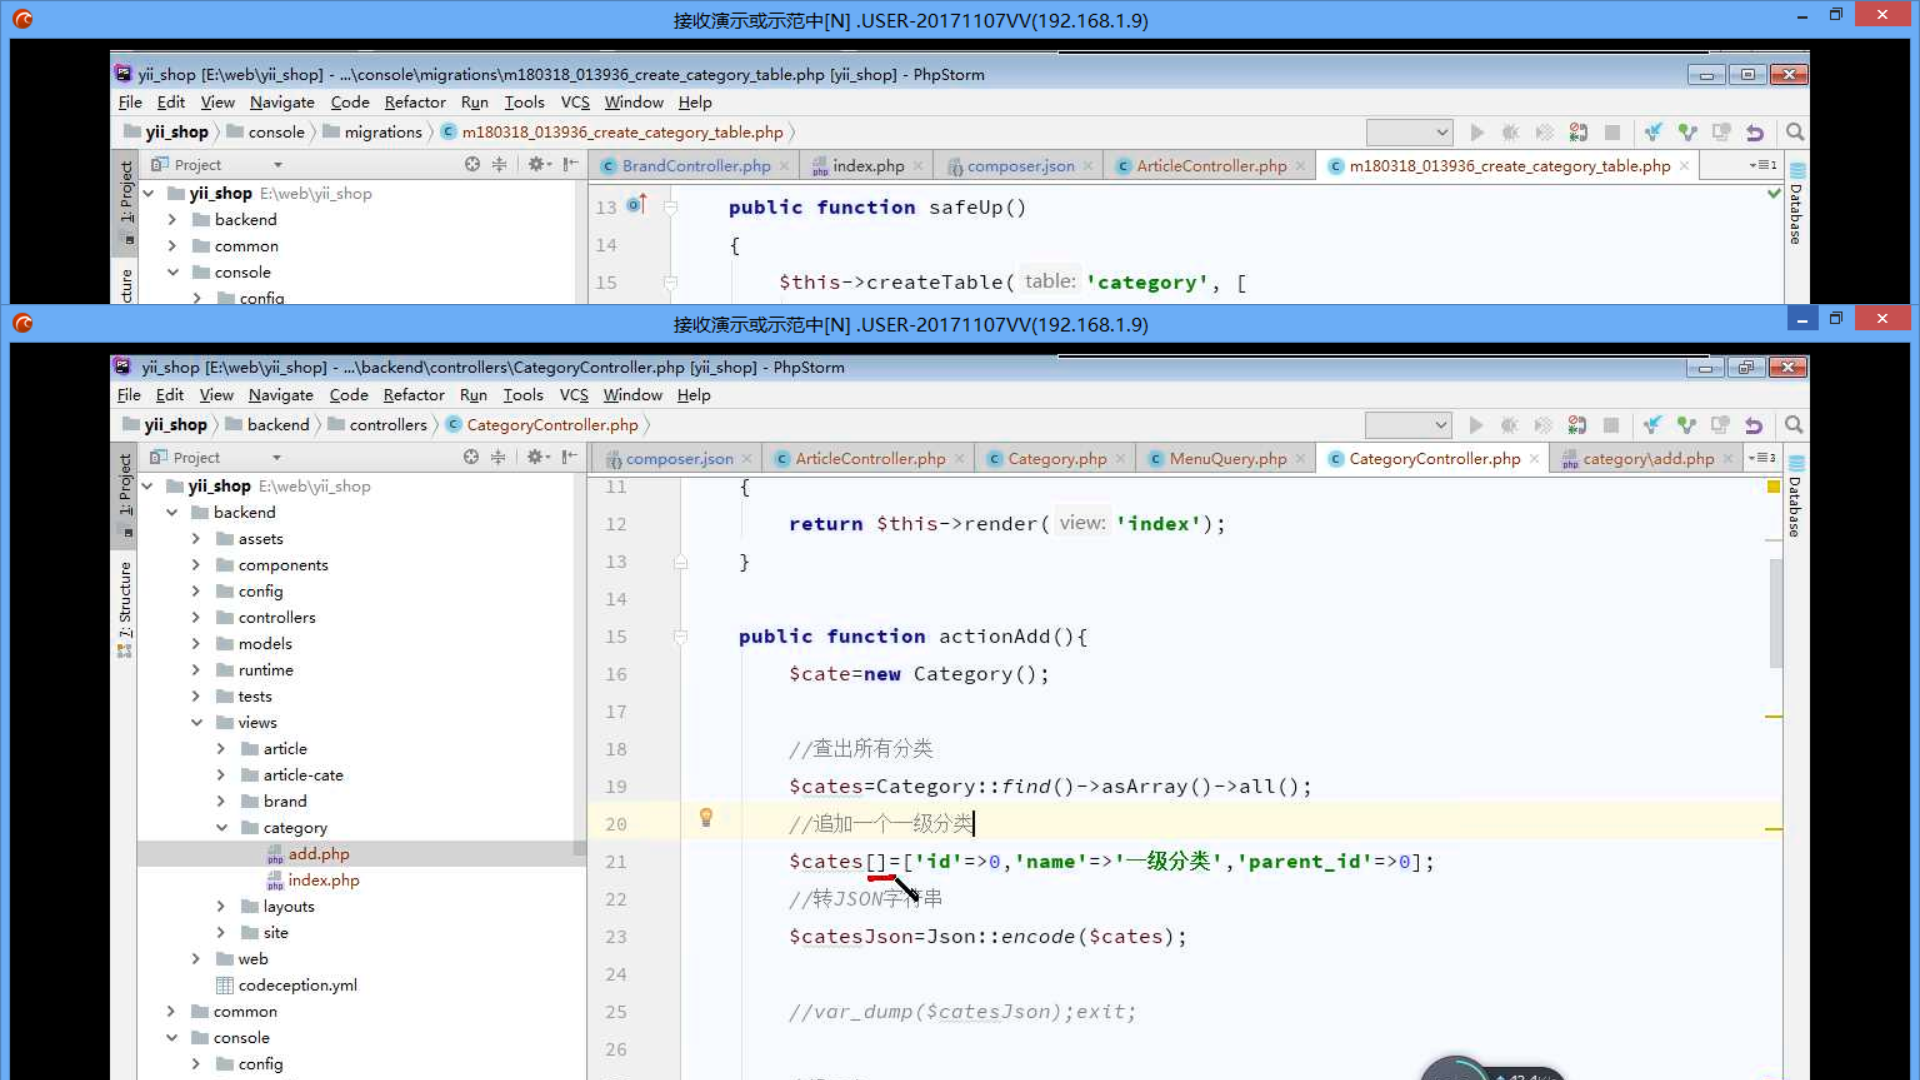 接收演示或示范中[N] .USER-20171107VV(192.168.1.9)
yii_shop [E:\web\yii_shop] - ...\console\migrations\m180318_013936_create_category_table.php [yii_shop] - PhpStorm
File Edit View Navigate Code Refactor Run Tools VCS Window Help
yii_shop console migrations m180318_013936_create_category_table.php
1: Project
Project
BrandController.php index.php composer.json ArticleController.php m180318_013936_create_category_table.php 1
Database
yii_shop E:\web\yii_shop
backend
common
console
config
cture
13 public function safeUp()
14 {
15 $this->createTable( table: 'category', [
接收演示或示范中[N] .USER-20171107VV(192.168.1.9)
yii_shop [E:\web\yii_shop] - ...\backend\controllers\CategoryController.php [yii_shop] - PhpStorm
File Edit View Navigate Code Refactor Run Tools VCS Window Help
yii_shop backend controllers CategoryController.php
1: Project
7: Structure
Project
composer.json ArticleController.php Category.php MenuQuery.php CategoryController.php category\add.php 3
Database
yii_shop E:\web\yii_shop
backend
assets
components
config
controllers
models
runtime
tests
views
article
article-cate
brand
category
add.php
index.php
layouts
site
web
codeception.yml
common
console
config
11 {
12 return $this->render( view: 'index');
13 }
14
15 public function actionAdd(){
16 $cate=new Category();
17
18 //查出所有分类
19 $cates=Category::find()->asArray()->all();
20 //追加一个一级分类
21 $cates[]=['id'=>0,'name'=>'一级分类','parent_id'=>0];
22 //转JSON字符串
23 $catesJson=Json::encode($cates);
24
25 //var_dump($catesJson);exit;
26